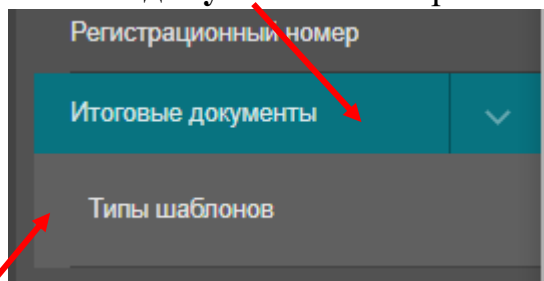 Регистрационный номер
Итоговые документы
Типы шаблонов